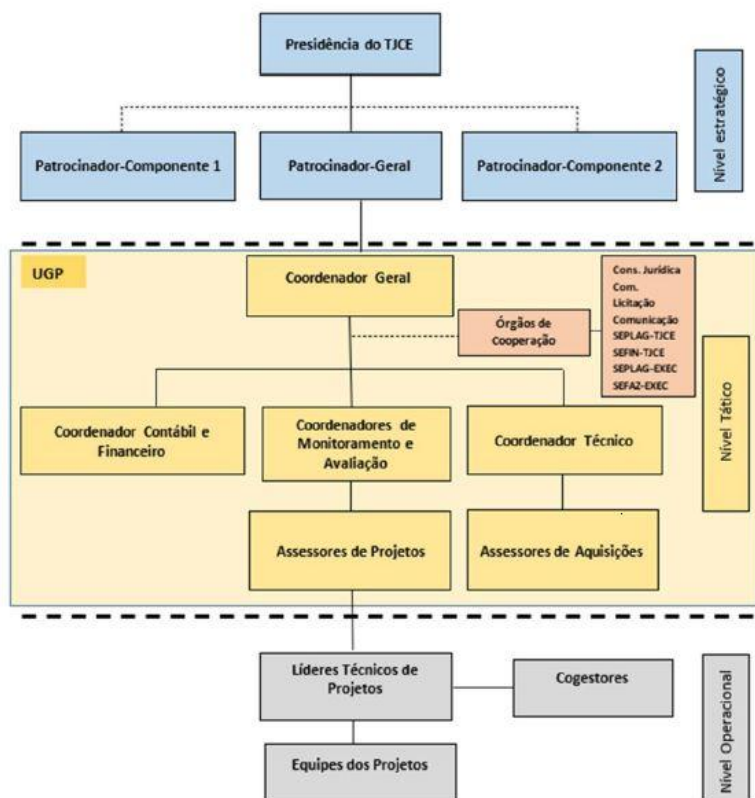 Presidência do TJCE
Nível estratégico
Patrocinador-Componente 1
Patrocinador-Geral
Patrocinador-Componente 2
UGP
Coordenador Geral
Órgãos de
Cooperação
Cons. Jurídica
Com.
Licitação
Comunicação
SEPLAG-TJCE
SEFIN-TJCE
SEPLAG-EXEC
SEFAZ-EXEC
Nível Tático
Coordenador Contábil e
Financeiro
Coordenadores de
Monitoramento e
Avaliação
Coordenador Técnico
Assessores de Projetos
Assessores de Aquisições
Líderes Técnicos de
Projetos
Cogestores
Nível Operacional
Equipes dos Projetos